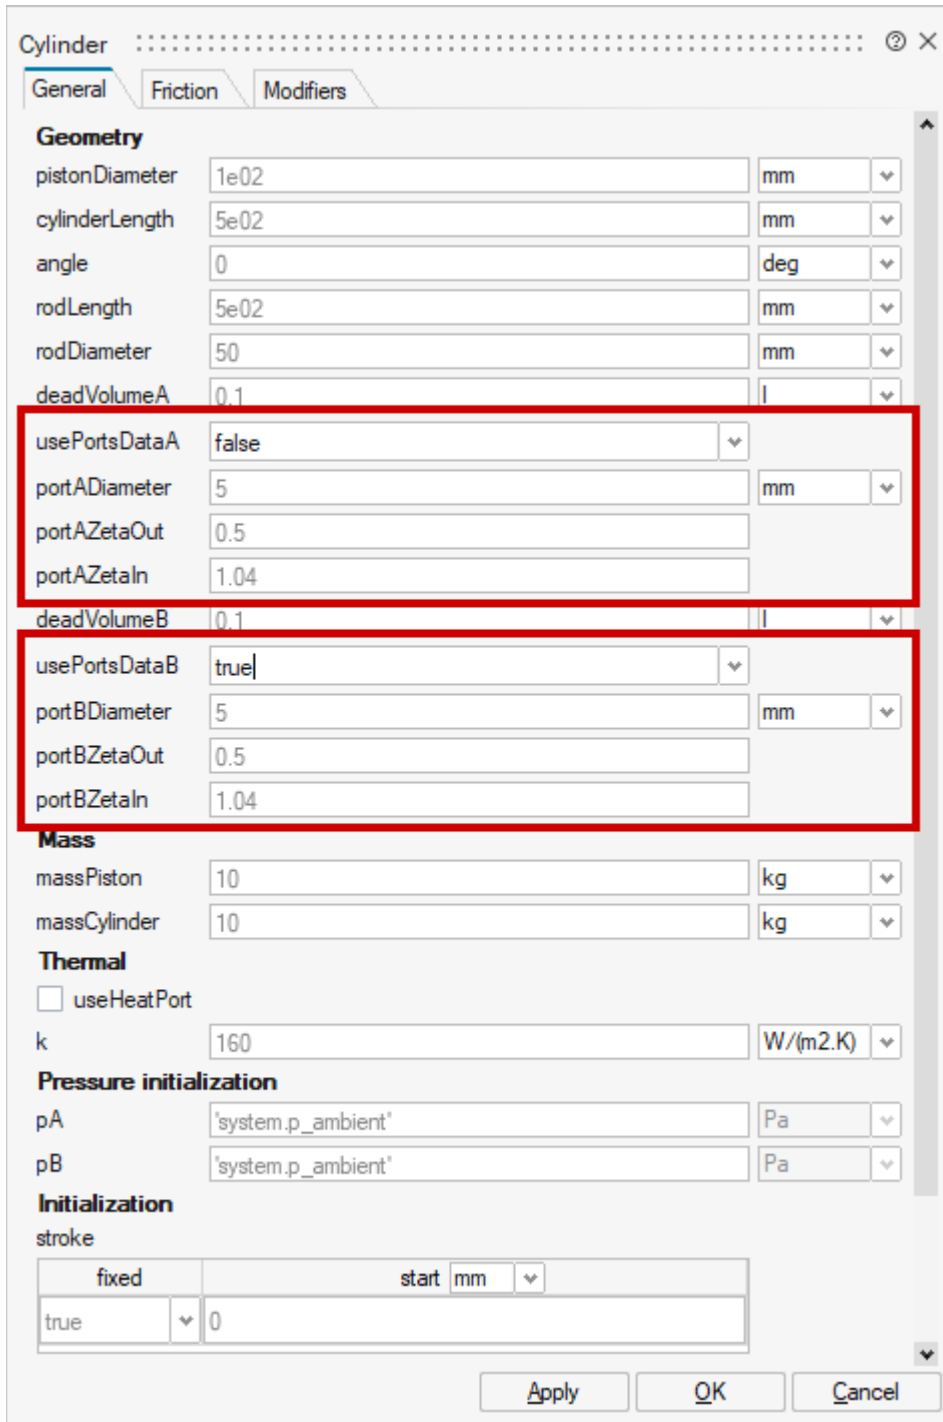 Cylinder
General Friction Modifiers
Geometry
pistonDiameter 1e02 mm
cylinderLength 5e02 mm
angle 0 deg
rodLength 5e02 mm
rodDiameter 50 mm
deadVolumeA 0.1 l
usePortsDataA false
portADiameter 5 mm
portAZetaOut 0.5
portAZetaIn 1.04
deadVolumeB 0.1 l
usePortsDataB true
portBDiameter 5 mm
portBZetaOut 0.5
portBZetaIn 1.04
Mass
massPiston 10 kg
massCylinder 10 kg
Thermal
useHeatPort
k 160 W/(m2.K)
Pressure initialization
pA 'system.p_ambient' Pa
pB 'system.p_ambient' Pa
Initialization
stroke
fixed start mm
true 0
Apply OK Cancel